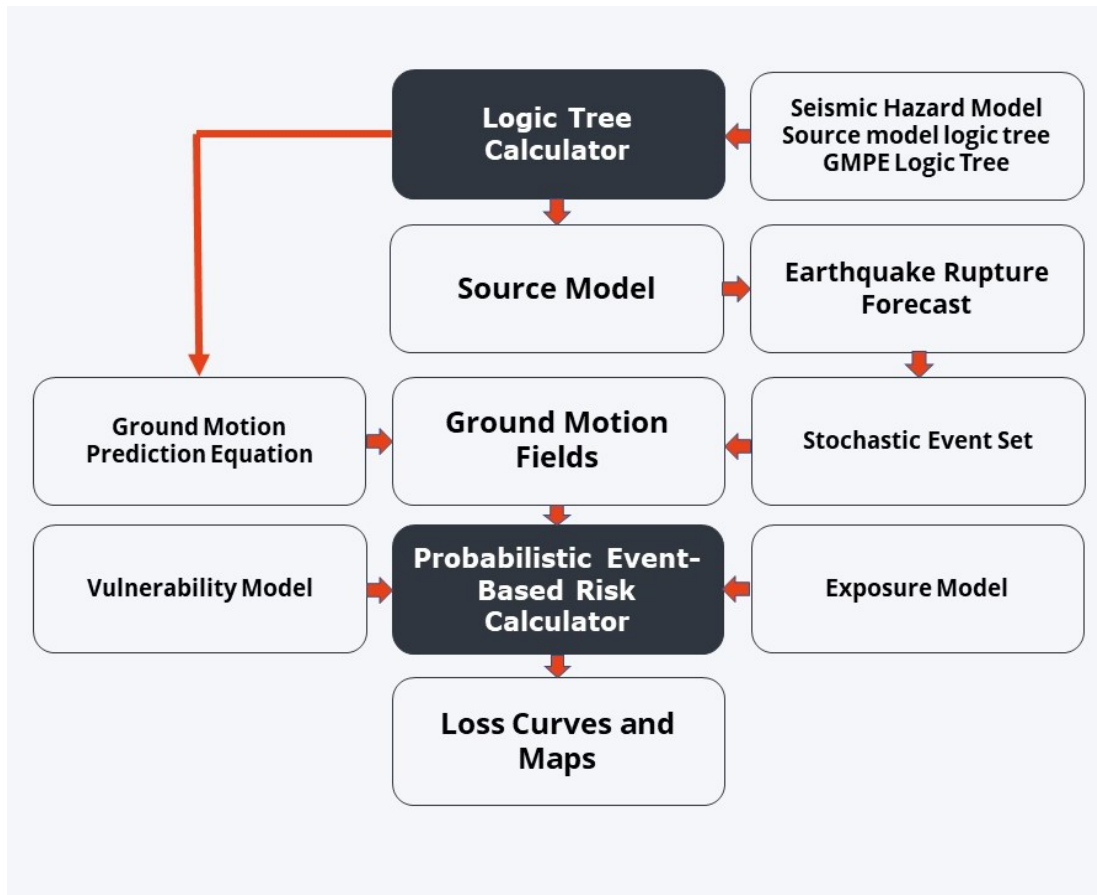 Logic Tree
Calculator
Seismic Hazard Model
Source model logic tree
GMPE Logic Tree
Source Model
Earthquake Rupture
Forecast
Ground Motion
Prediction Equation
Ground Motion
Fields
Stochastic Event Set
Vulnerability Model
Probabilistic Event-
Based Risk
Calculator
Exposure Model
Loss Curves and
Maps